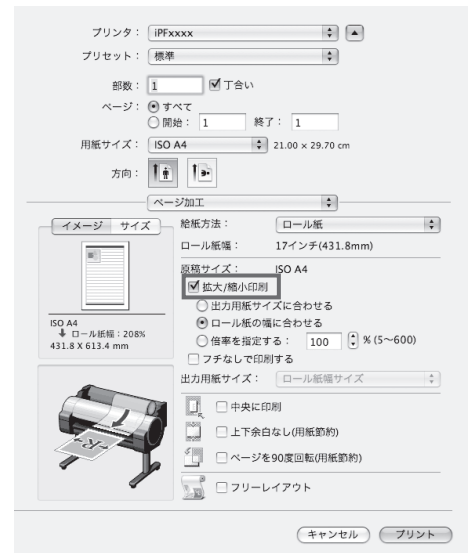 プリンタ： iPFxxxx
プリセット： 標準
部数： 1 丁合い
ページ： すべて
開始： 1 終了： 1
用紙サイズ： ISO A4 21.00 × 29.70 cm
方向：
ページ加工
イメージ サイズ
ISO A4
ロール紙幅：208%
431.8 X 613.4 mm
給紙方法： ロール紙
ロール紙幅： 17インチ(431.8mm)
原稿サイズ： ISO A4
拡大/縮小印刷
出力用紙サイズに合わせる
ロール紙の幅に合わせる
倍率を指定する： 100 % (5〜600)
フチなしで印刷する
出力用紙サイズ： ロール紙幅サイズ
中央に印刷
上下余白なし(用紙節約)
ページを90度回転(用紙節約)
フリーレイアウト
キャンセル プリント